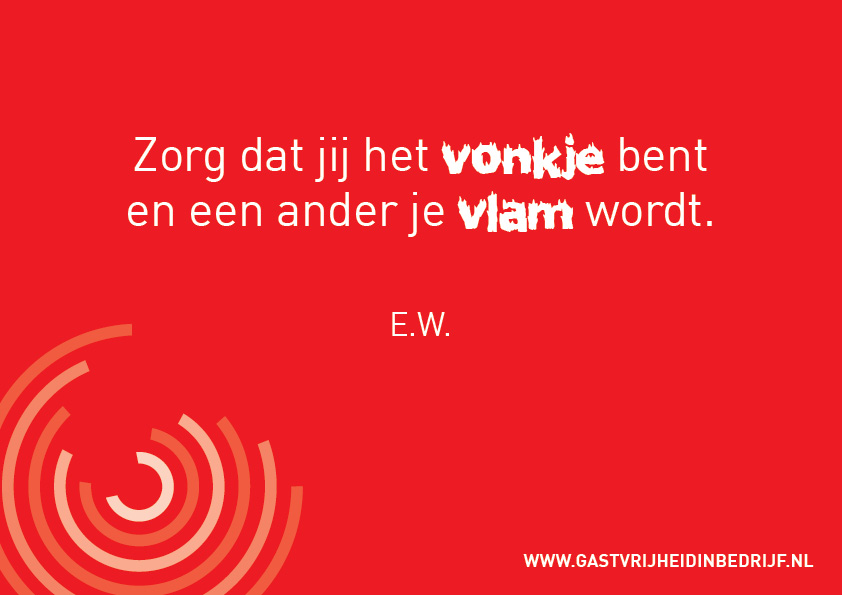 Zorg dat jij het vonkje bent
en een ander je vlam wordt.
E.W.
WWW.GASTVRIJHEIDINBEDRIJF.NL